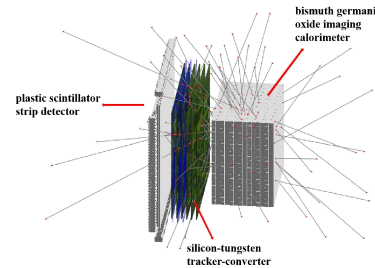 bismuth germani
oxide imaging
calorimeter
plastic scintillator
strip detector
silicon-tungsten
tracker-converter